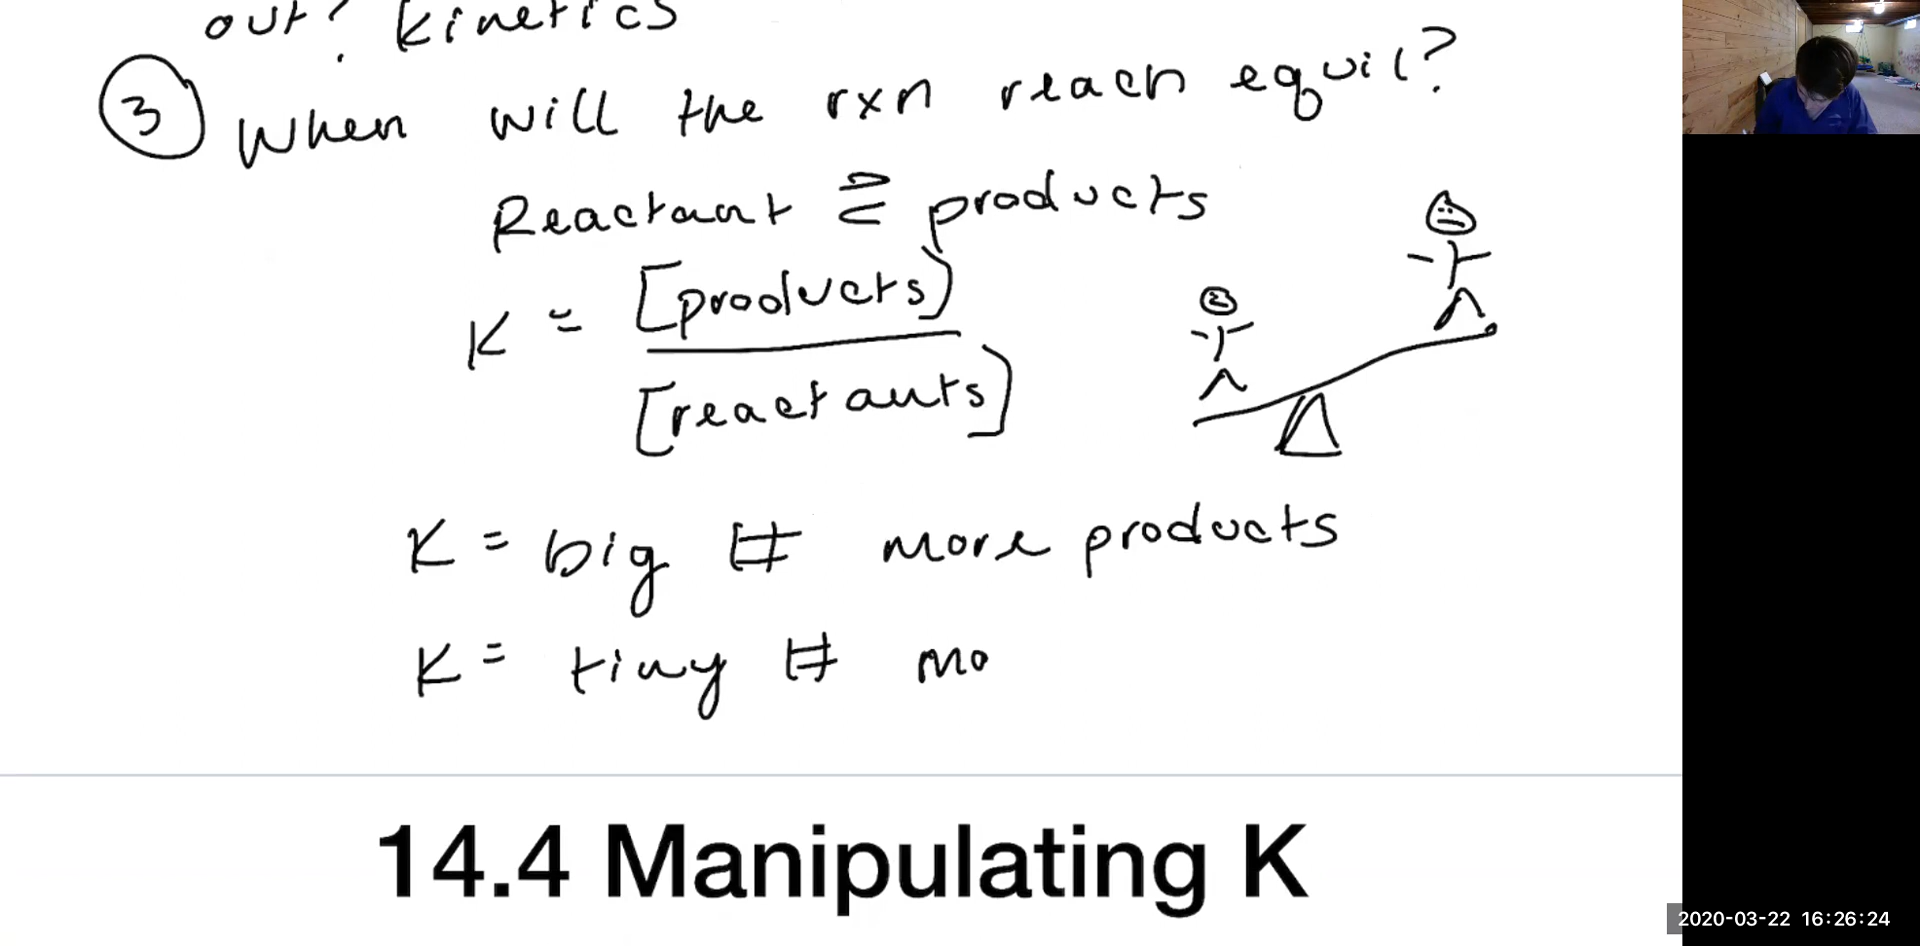 out? Kinetics
3 When will the rxn reach equil?
Reactant ⇌ products
K = [products]
[reactants]
K = big # more products
K = tiny # mo
14.4 Manipulating K
2020-03-22 16:26:24